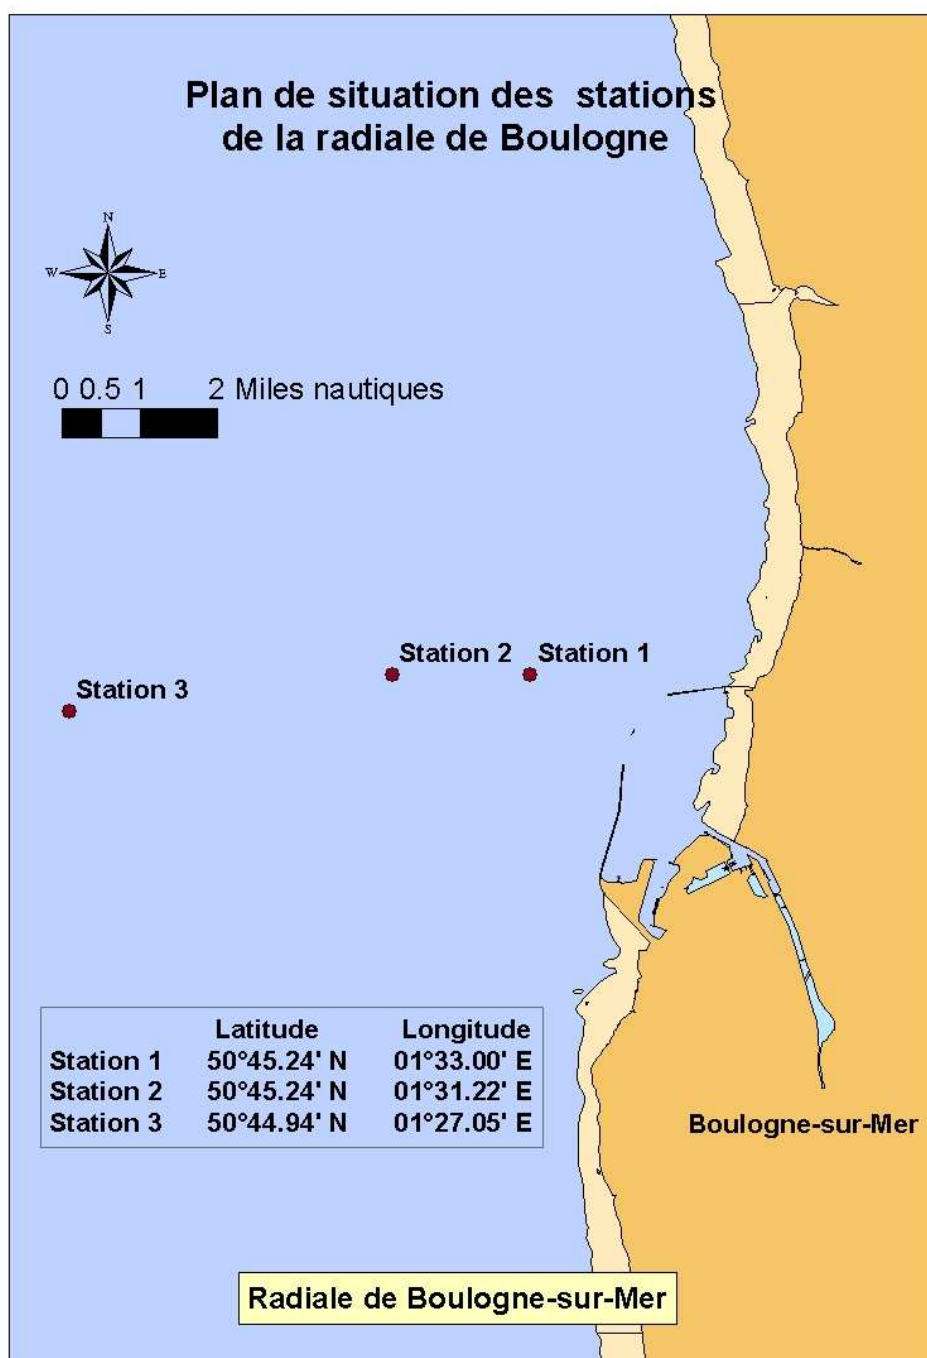 Plan de situation des stations
de la radiale de Boulogne
N
W E
S
0 0.5 1 2 Miles nautiques
Station 2 Station 1
Station 3
Latitude Longitude
Station 1 50°45.24' N 01°33.00' E
Station 2 50°45.24' N 01°31.22' E
Station 3 50°44.94' N 01°27.05' E
Boulogne-sur-Mer
Radiale de Boulogne-sur-Mer